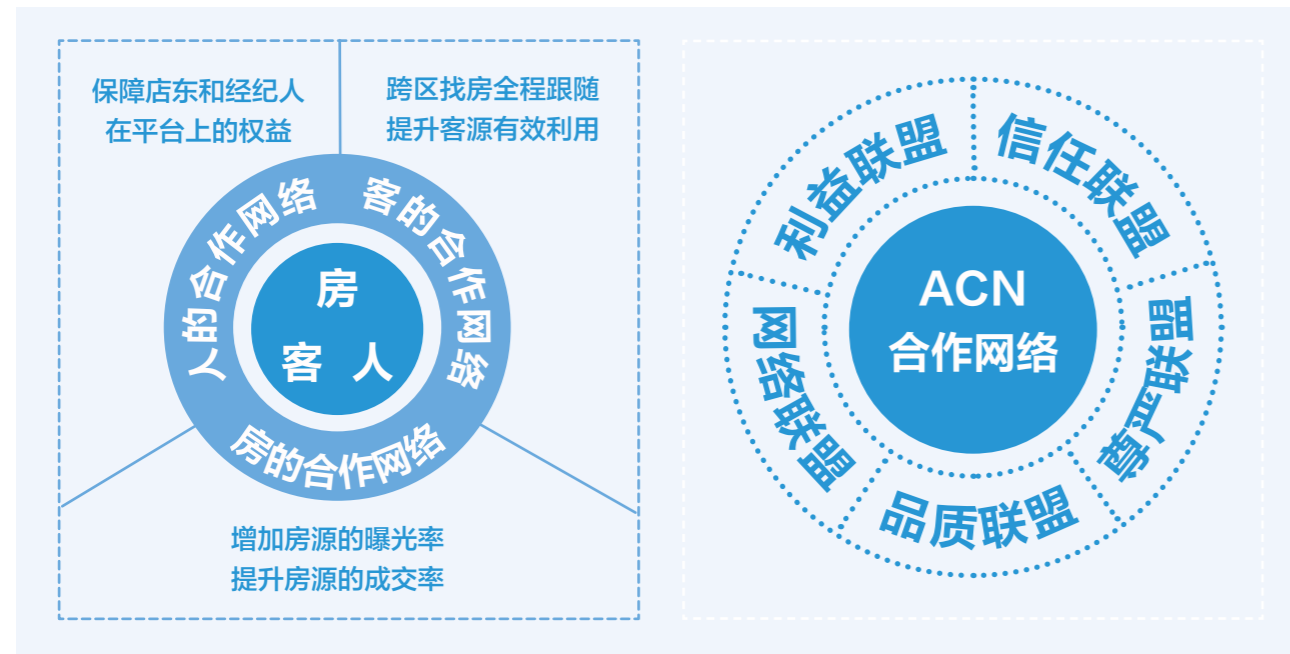 保障店东和经纪人
在平台上的权益
跨区找房全程跟随
提升客源有效利用
人的合作网络
客的合作网络
房
客 人
房的合作网络
增加房源的曝光率
提升房源的成交率
利益联盟
信任联盟
ACN
合作网络
网络联盟
尊严联盟
品质联盟